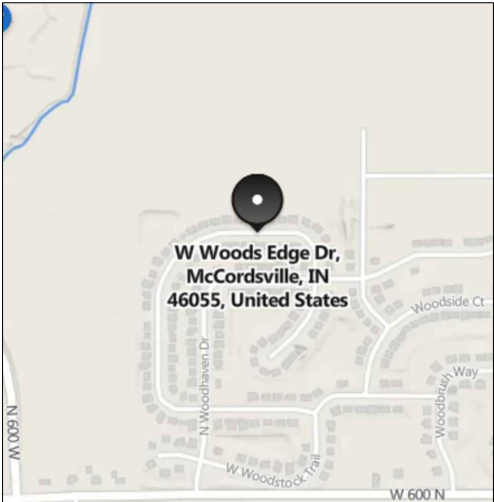 W Woods Edge Dr,
McCordsville, IN
46055, United States
Woodside Ct
N Woodhaven Dr
Woodbrush Way
N 600 W
W Woodstock Trail
W 600 N